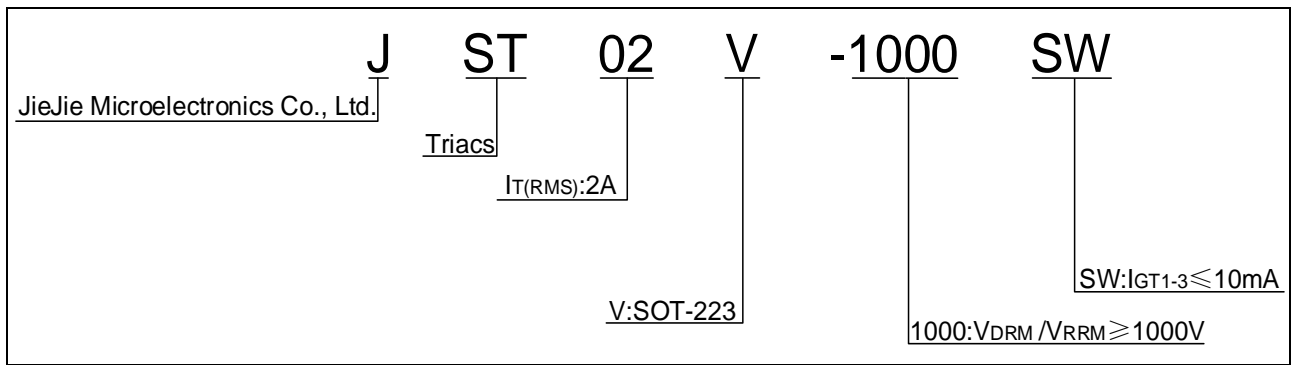 J ST 02 V -1000 SW
JieJie Microelectronics Co., Ltd.
Triacs
IT(RMS):2A
SW:IGT1-3≤10mA
V:SOT-223
1000:VDRM /VRRM≥1000V